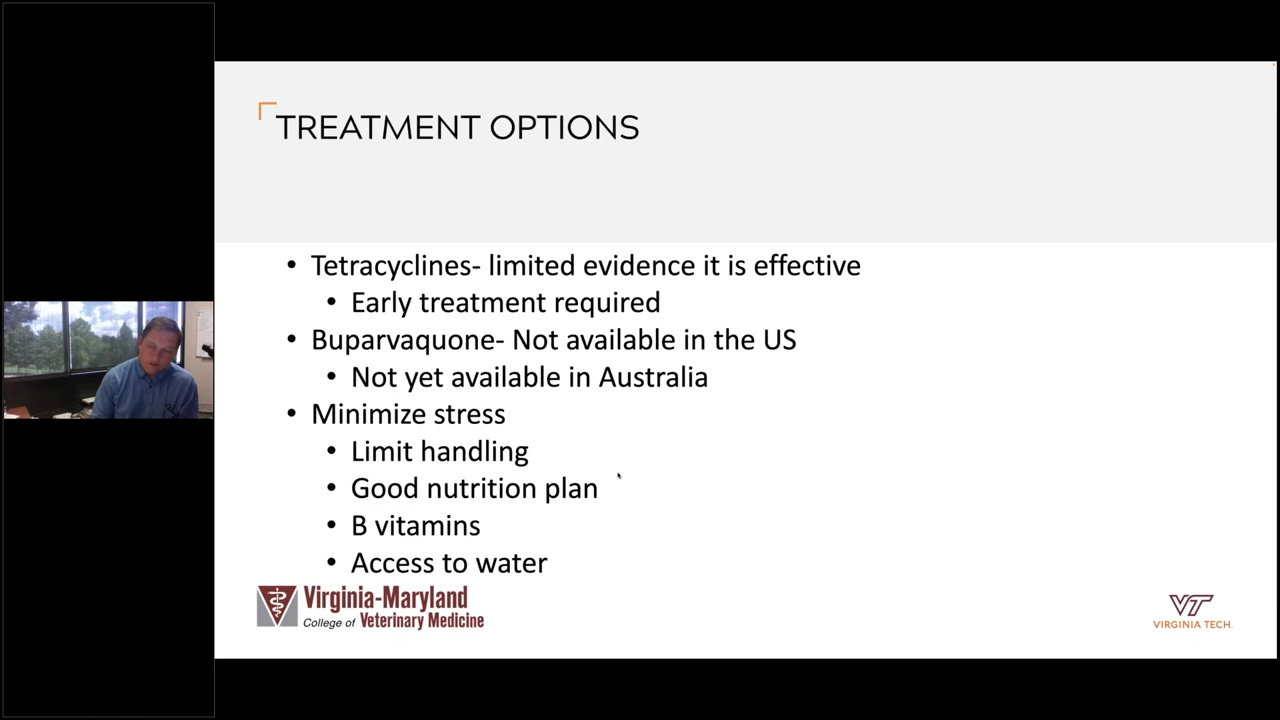 TREATMENT OPTIONS
• Tetracyclines- limited evidence it is effective
• Early treatment required
• Buparvaquone- Not available in the US
• Not yet available in Australia
• Minimize stress
• Limit handling
• Good nutrition plan
• B vitamins
• Access to water
Virginia-Maryland
College of Veterinary Medicine
VT
VIRGINIA TECH.